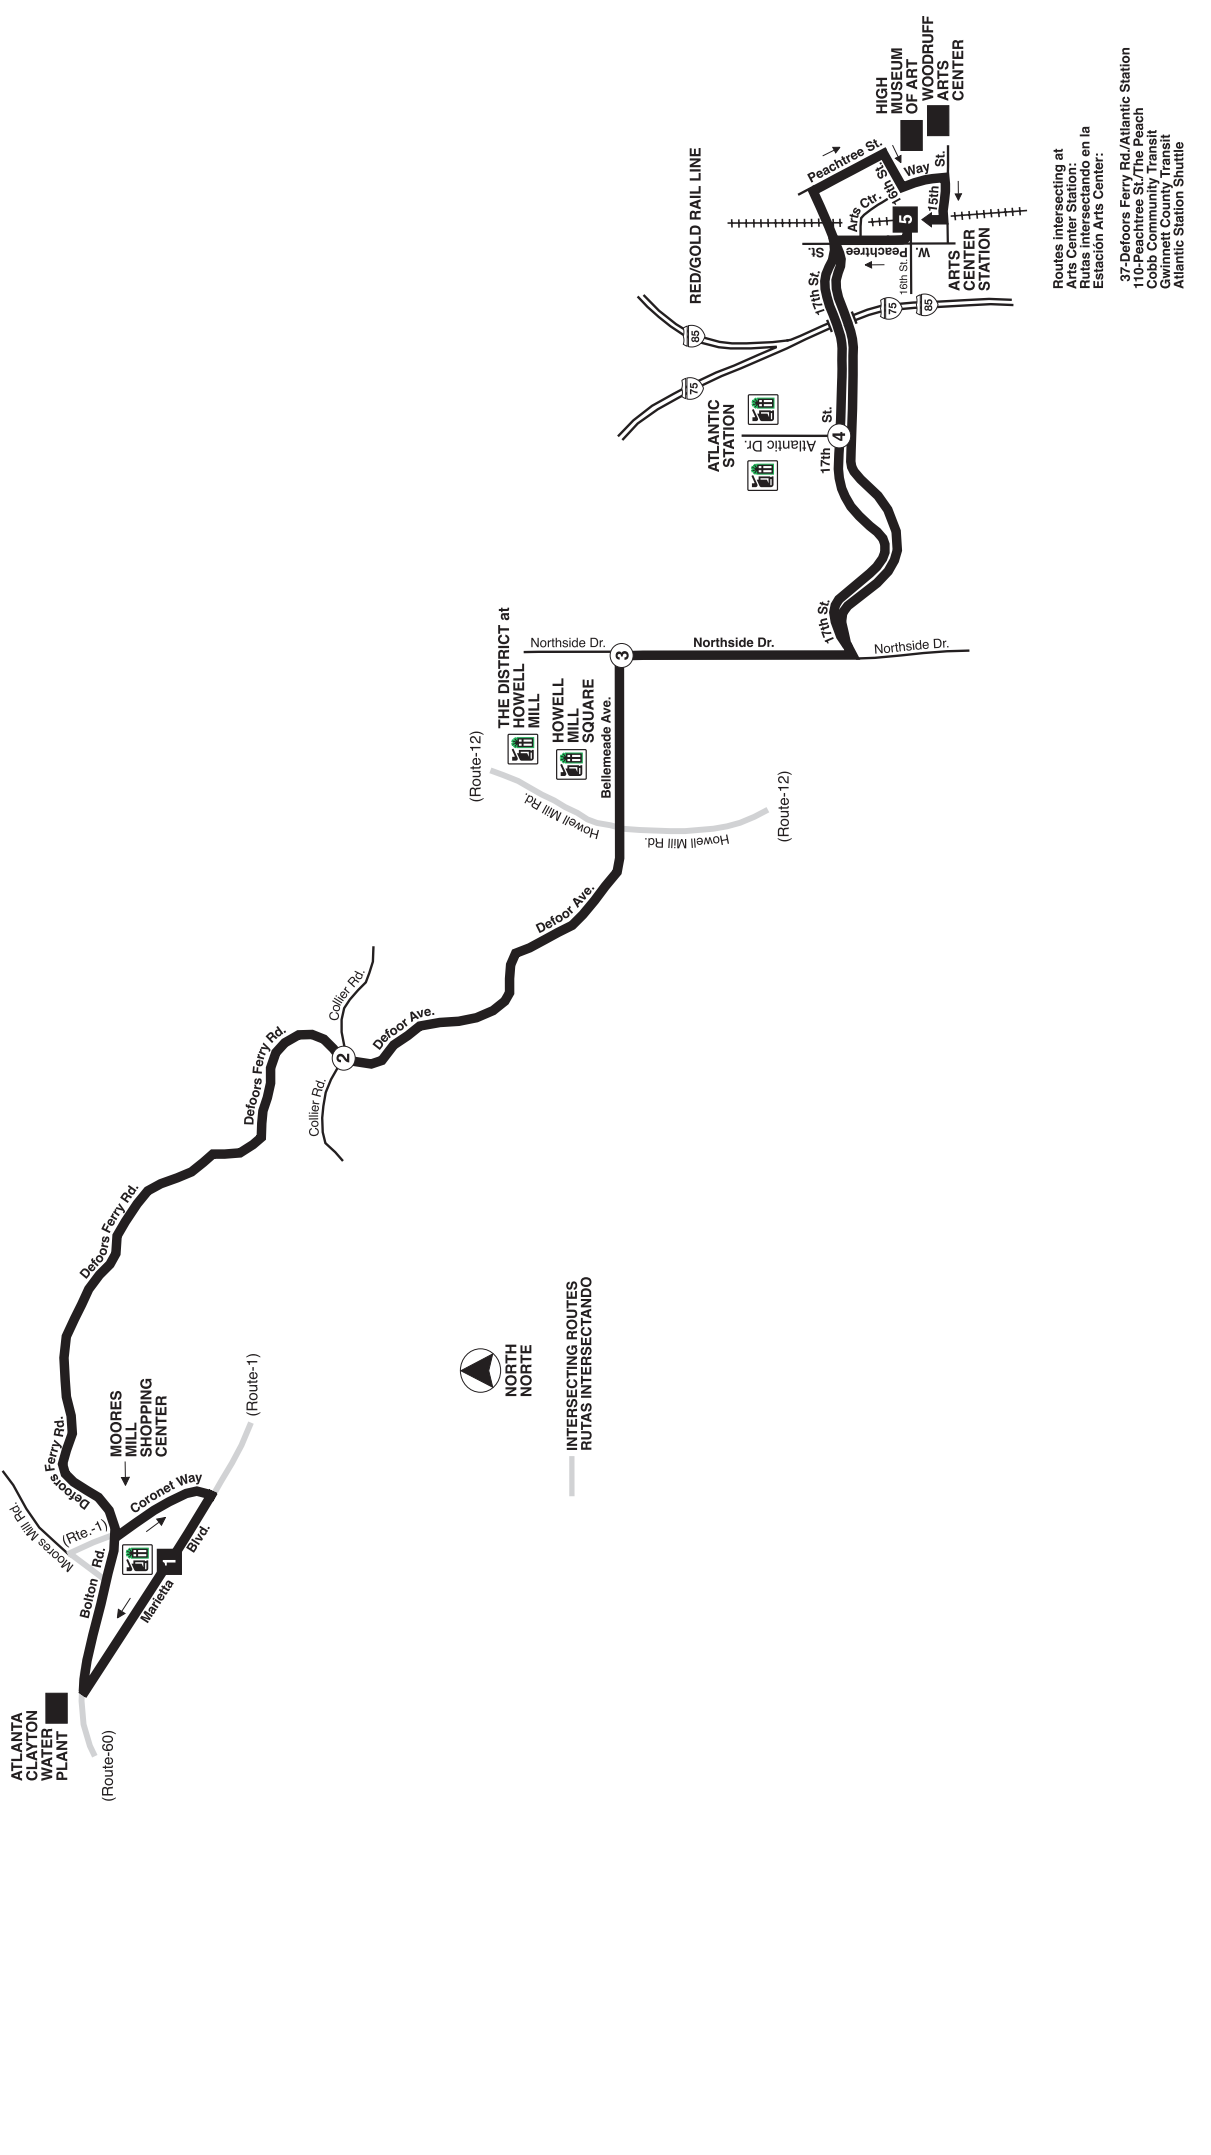 ATLANTA
CLAYTON
WATER
PLANT
(Route-60)
Bolton
Rd.
Marietta
Blvd.
1
Moores Mill Rd.
(Rte.-1)
Coronet Way
MOORES
MILL
SHOPPING
CENTER
(Route-1)
Defoors Ferry Rd.
Defoors Ferry Rd.
Defoors Ferry Rd.
Collier Rd.
2
Collier Rd.
Defoor Ave.
Defoor Ave.
NORTH
NORTE
INTERSECTING ROUTES
RUTAS INTERSECTANDO
(Route-12)
Howell Mill Rd.
Howell Mill Rd.
(Route-12)
THE DISTRICT at
HOWELL
MILL
HOWELL
MILL
SQUARE
Bellemeade Ave.
Northside Dr.
3
Northside Dr.
Northside Dr.
17th St.
ATLANTIC
STATION
Atlantic Dr.
17th
St.
4
75
85
75
85
17th St.
RED/GOLD RAIL LINE
W.
Peachtree
St.
16th St.
Peachtree St.
16th St.
Arts Ctr.
Way
15th
St.
5
HIGH
MUSEUM
OF ART
WOODRUFF
ARTS
CENTER
ARTS
CENTER
STATION
Routes intersecting at
Arts Center Station:
Rutas intersectando en la
Estación Arts Center:
37-Defoors Ferry Rd./Atlantic Station
110-Peachtree St./The Peach
Cobb Community Transit
Gwinnett County Transit
Atlantic Station Shuttle